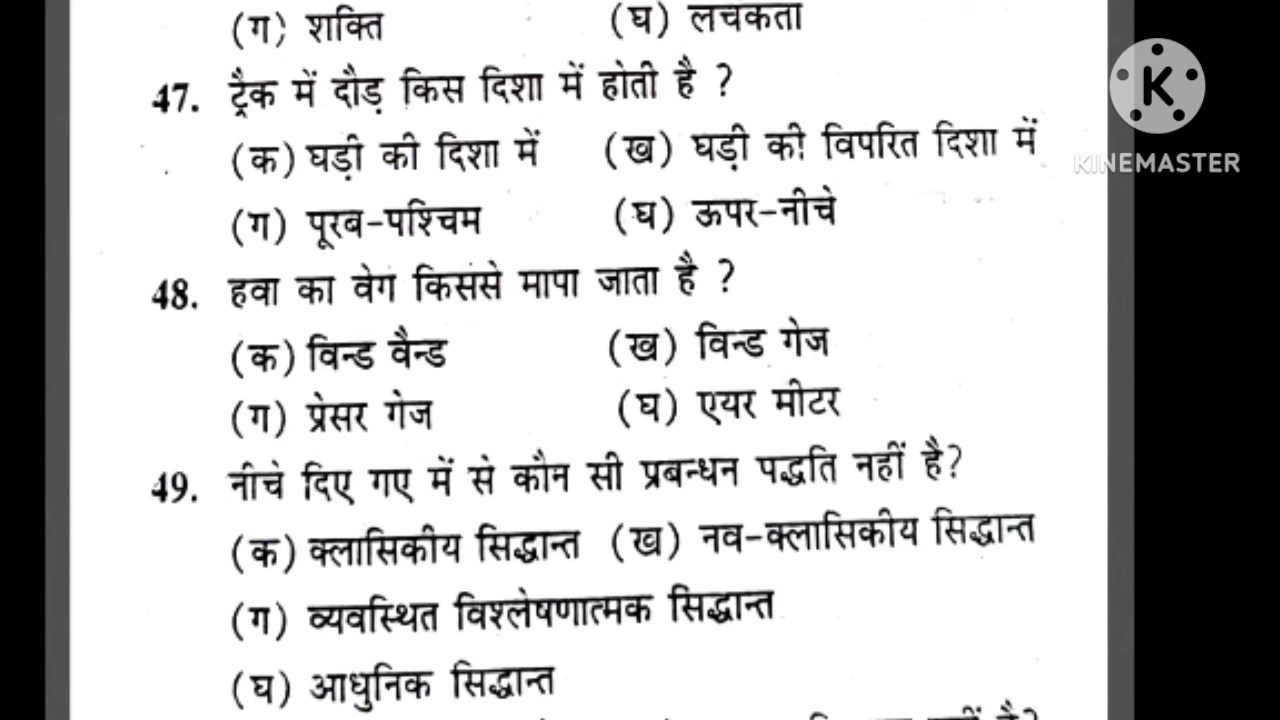 (ग) शक्ति (घ) लचकता
47. ट्रैक में दौड़ किस दिशा में होती है ?
(क) घड़ी की दिशा में (ख) घड़ी की विपरित दिशा में
(ग) पूरब-पश्चिम (घ) ऊपर-नीचे
48. हवा का वेग किससे मापा जाता है ?
(क) विन्ड वैन्ड (ख) विन्ड गेज
(ग) प्रेसर गेज (घ) एयर मीटर
49. नीचे दिए गए में से कौन सी प्रबन्धन पद्धति नहीं है?
(क) क्लासिकीय सिद्धान्त (ख) नव-क्लासिकीय सिद्धान्त
(ग) व्यवस्थित विश्लेषणात्मक सिद्धान्त
(घ) आधुनिक सिद्धान्त
K
KINEMASTER